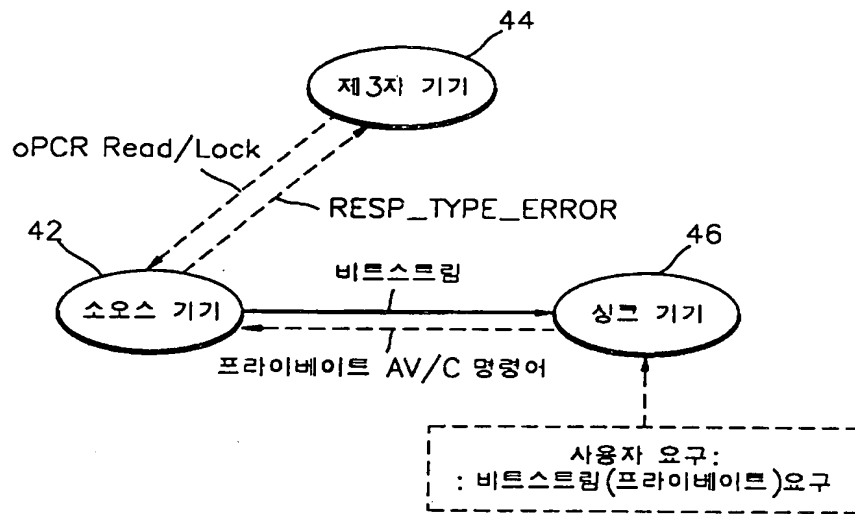 44
제3자 기기
oPCR Read/Lock
RESP_TYPE_ERROR
42
46
비트스트림
소오스 기기
싱크 기기
프라이베이트 AV/C 명령어
사용자 요구:
: 비트스트림(프라이베이트)요구